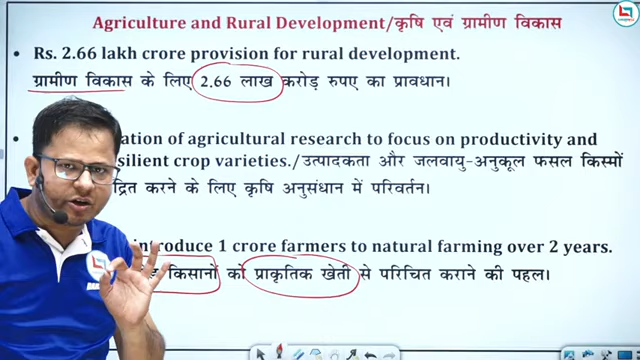 Agriculture and Rural Development/कृषि एवं ग्रामीण विकास
Rs. 2.66 lakh crore provision for rural development.
ग्रामीण विकास के लिए 2.66 लाख करोड़ रुपए का प्रावधान।
ation of agricultural research to focus on productivity and
silient crop varieties./उत्पादकता और जलवायु-अनुकूल फसल किस्मों
द्रित करने के लिए कृषि अनुसंधान में परिवर्तन।
introduce 1 crore farmers to natural farming over 2 years.
किसानों को प्राकृतिक खेती से परिचित कराने की पहल।